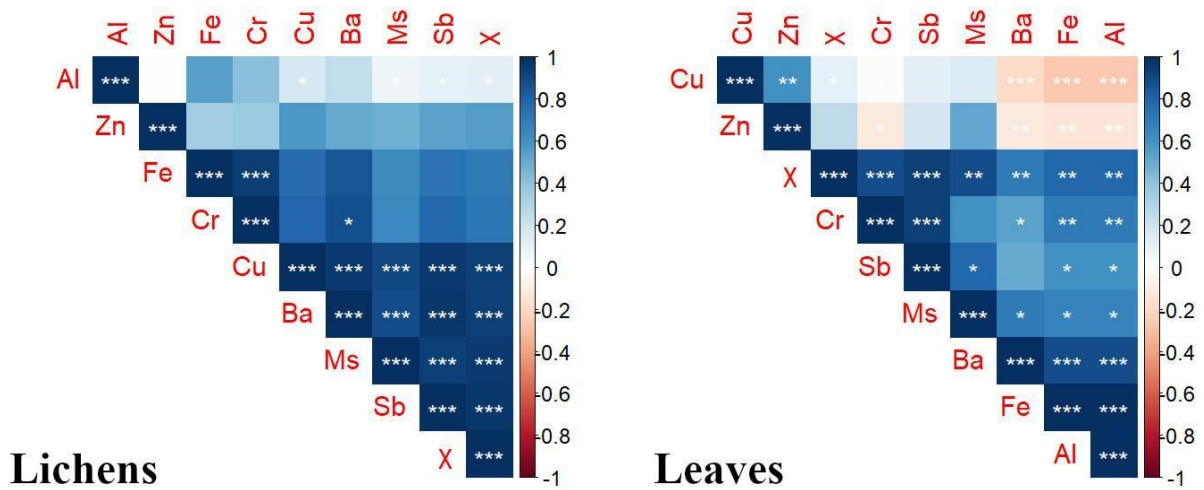 Al Zn Fe Cr Cu Ba Ms Sb X
Al *** * * * *
Zn ***
Fe *** ***
Cr *** *
Cu *** *** *** *** ***
Ba *** *** *** ***
Ms *** *** ***
Sb *** ***
X ***
1
0.8
0.6
0.4
0.2
0
-0.2
-0.4
-0.6
-0.8
-1
Lichens
Cu Zn X Cr Sb Ms Ba Fe Al
Cu *** ** * *** *** ***
Zn *** * ** ** **
X *** *** *** ** ** ** **
Cr *** *** * ** **
Sb *** * * *
Ms *** * * *
Ba *** *** ***
Fe *** ***
Al ***
1
0.8
0.6
0.4
0.2
0
-0.2
-0.4
-0.6
-0.8
-1
Leaves